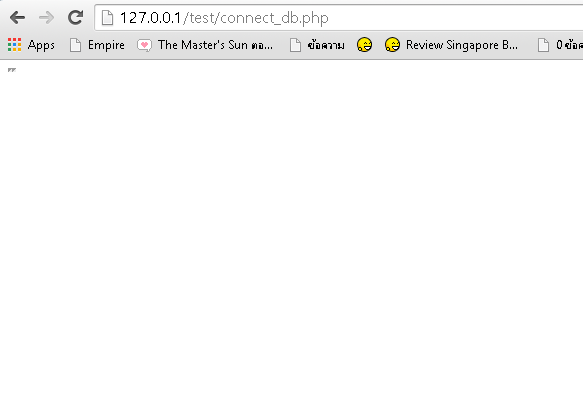 127.0.0.1/test/connect_db.php
Apps Empire The Master's Sun ตอ... ข้อความ Review Singapore B... 0 ข้อค
"